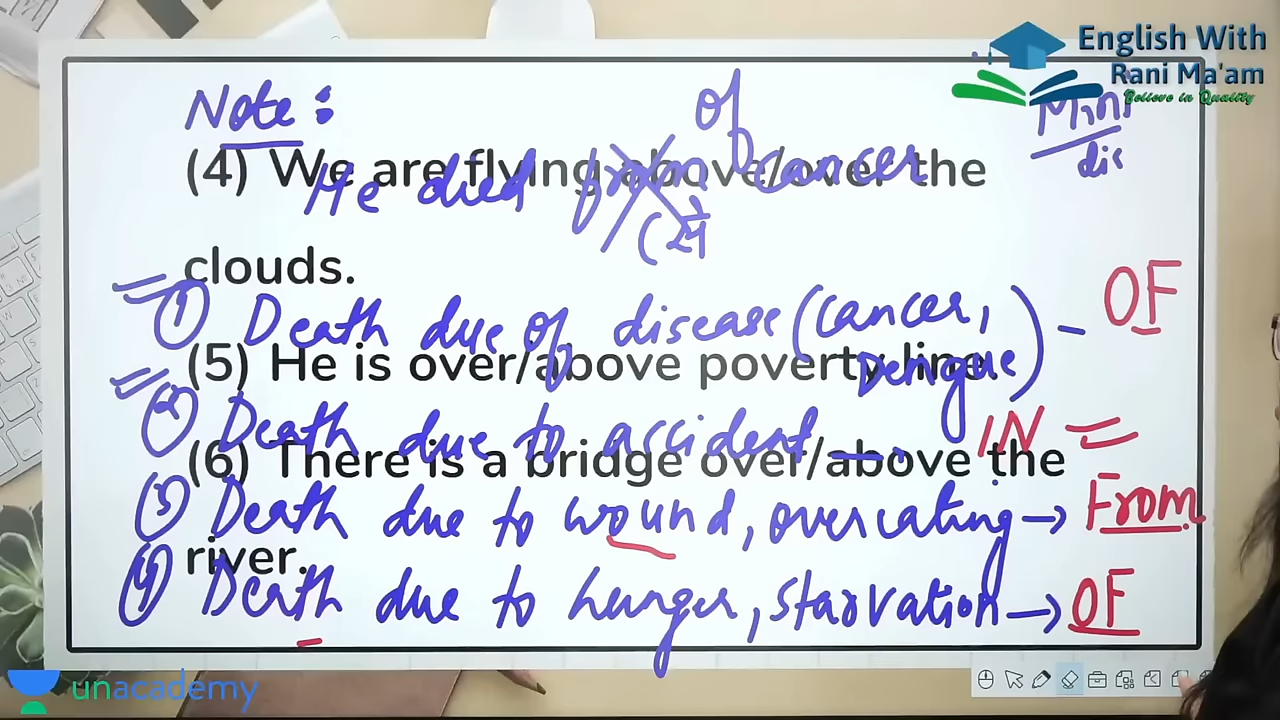 English With
Rani Ma'am
Believe in Quality
Note:
of
(4) We are flying above/over the
He died from cancer
clouds.
① Death due of disease (cancer,
Dengue) - OF
(5) He is over/above poverty line.
② Death due to accident — IN =
(6) There is a bridge over/above the
③ Death due to wound, overeating → From
river.
④ Death due to hunger, starvation → OF
unacademy